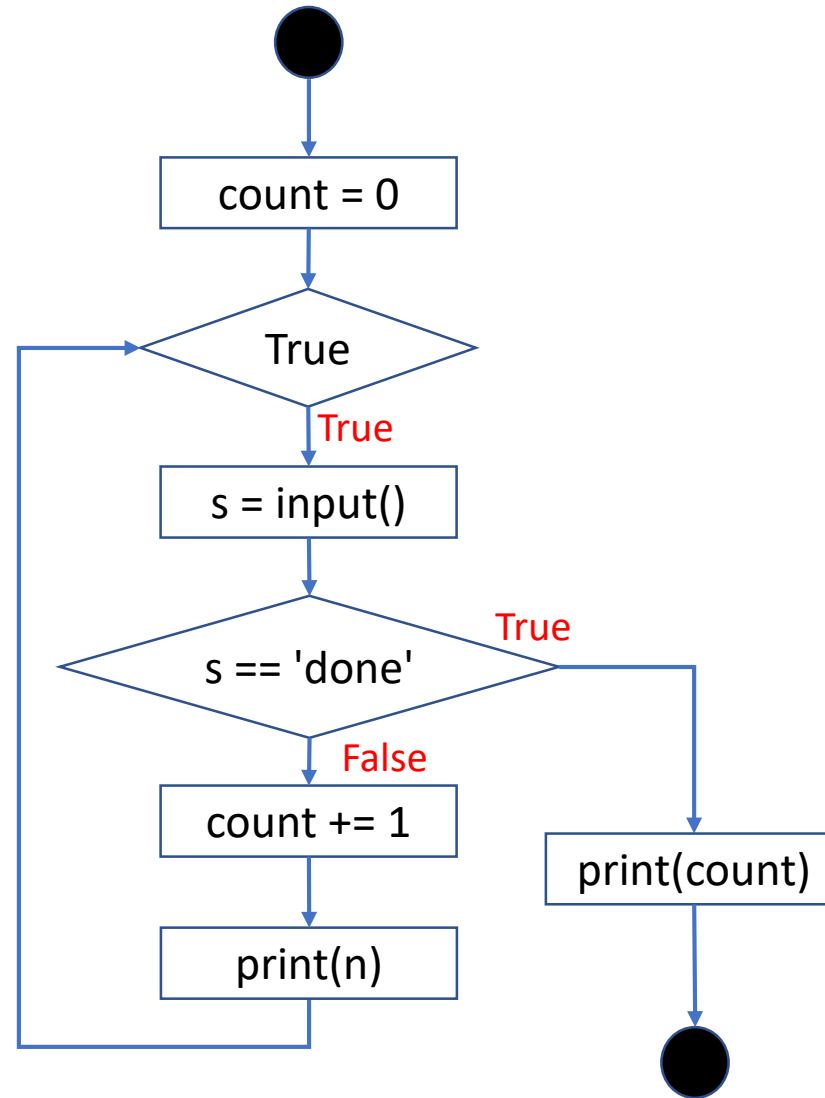 count = 0
True
True
s = input()
True
s == 'done'
False
count += 1
print(count)
print(n)